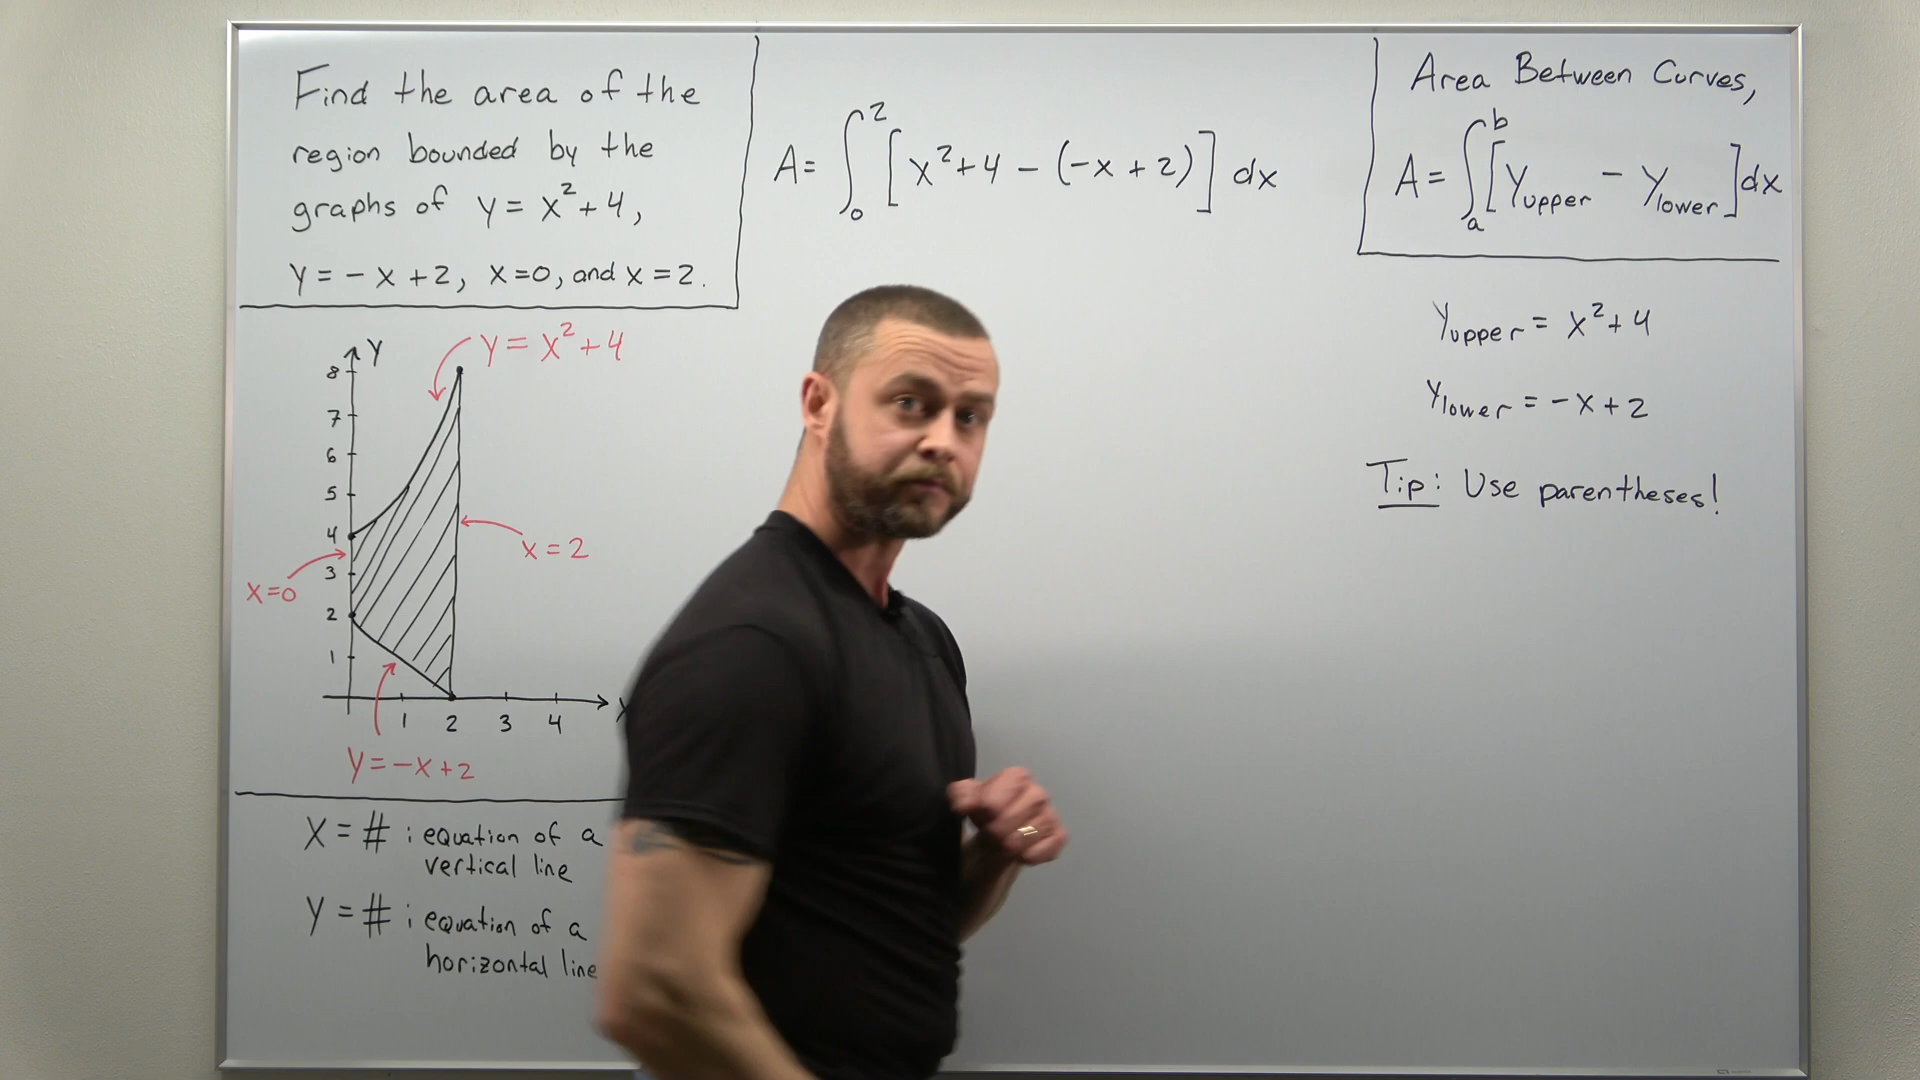 Find the area of the
region bounded by the
graphs of y = x²+4,
y = -x+2, x=0, and x=2.
A= ∫₀² [x²+4 - (-x+2)] dx
Area Between Curves,
A= ∫ₐᵇ [y_upper - y_lower] dx
y_upper = x²+4
y_lower = -x+2
Tip: Use parentheses!
y = x²+4
y
8
7
6
5
4
3
2
1
x=2
x=0
1 2 3 4
y=-x+2
x = # : equation of a
vertical line
y = # : equation of a
horizontal line